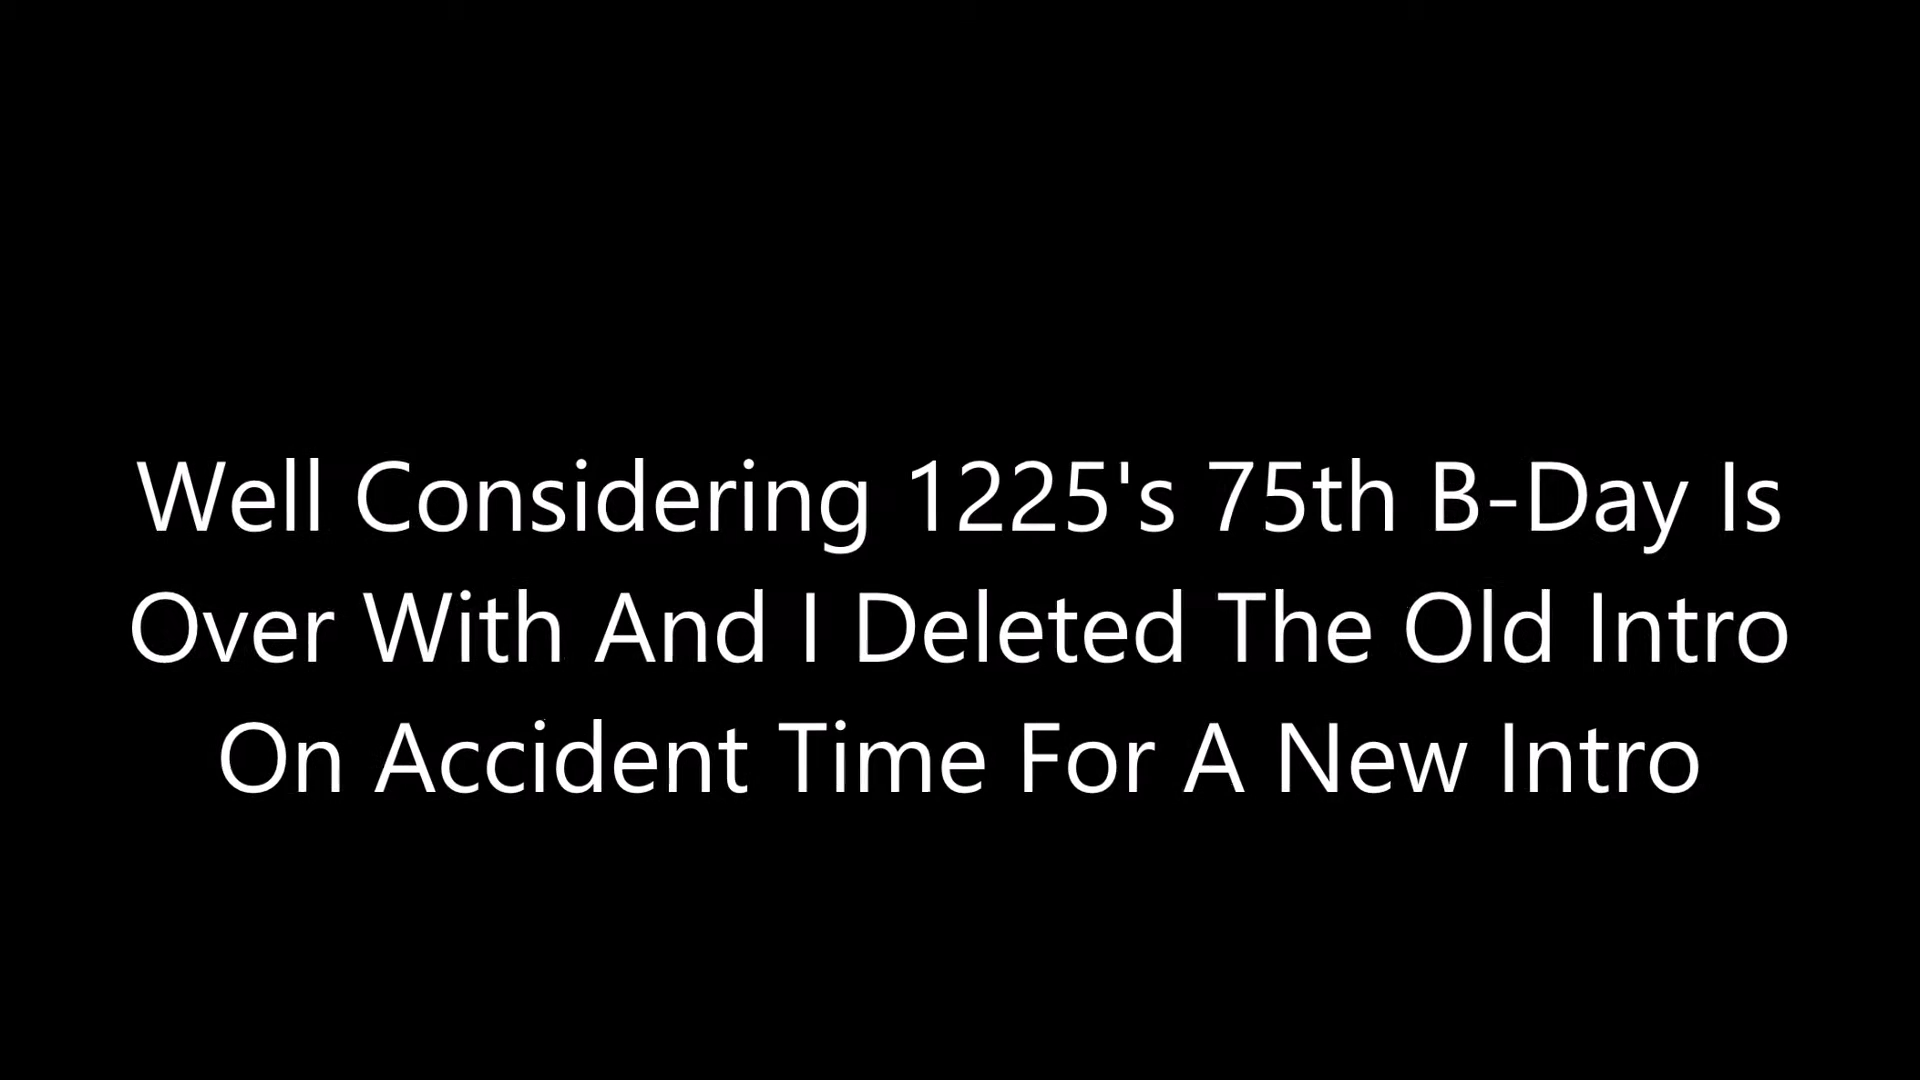 Well Considering 1225's 75th B-Day Is
Over With And I Deleted The Old Intro
On Accident Time For A New Intro